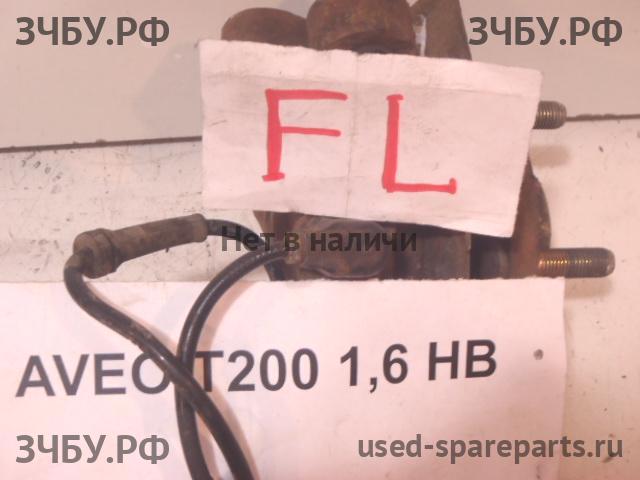 ЗЧБУ.РФ ЗЧБУ.РФ
FL
Нет в наличи
AVEO T200 1,6 HB
ЗЧБУ.РФ used-spareparts.ru